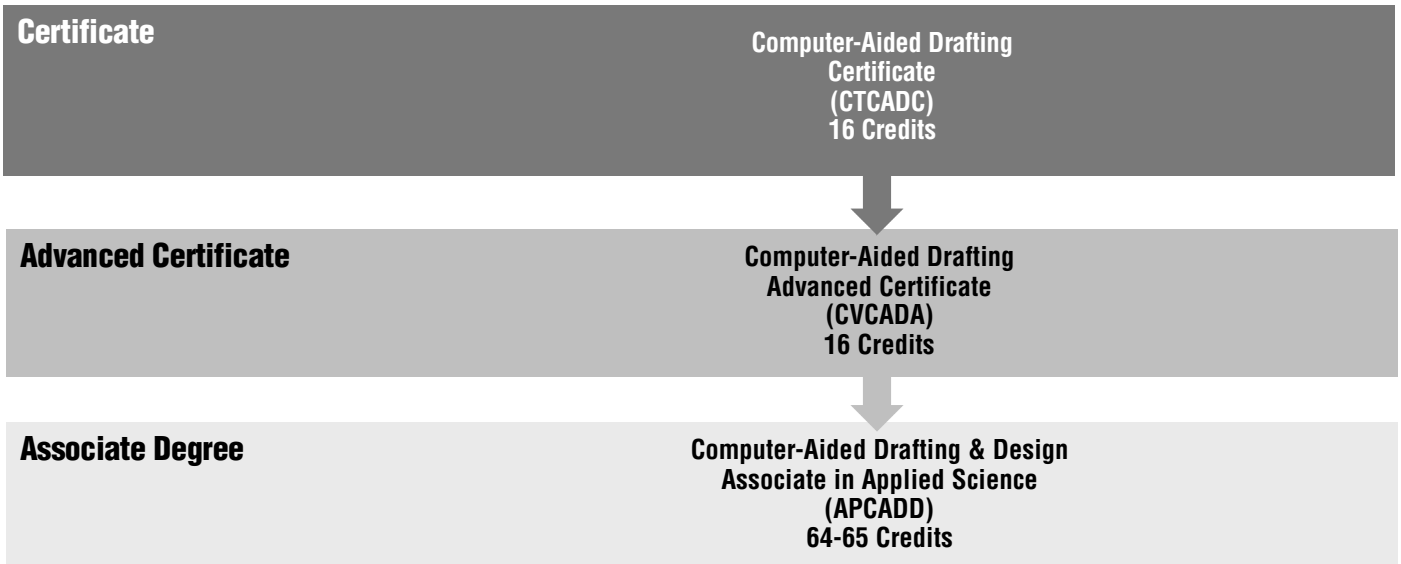 Certificate
Computer-Aided Drafting
Certificate
(CTCADC)
16 Credits
Advanced Certificate
Computer-Aided Drafting
Advanced Certificate
(CVCADA)
16 Credits
Associate Degree
Computer-Aided Drafting & Design
Associate in Applied Science
(APCADD)
64-65 Credits